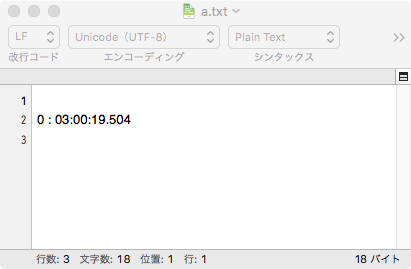 a.txt
LF
Unicode（UTF-8）
Plain Text
改行コード
エンコーディング
シンタックス
1
2
0 : 03:00:19.504
3
行数: 3 文字数: 18 位置: 1 行: 1
18 バイト